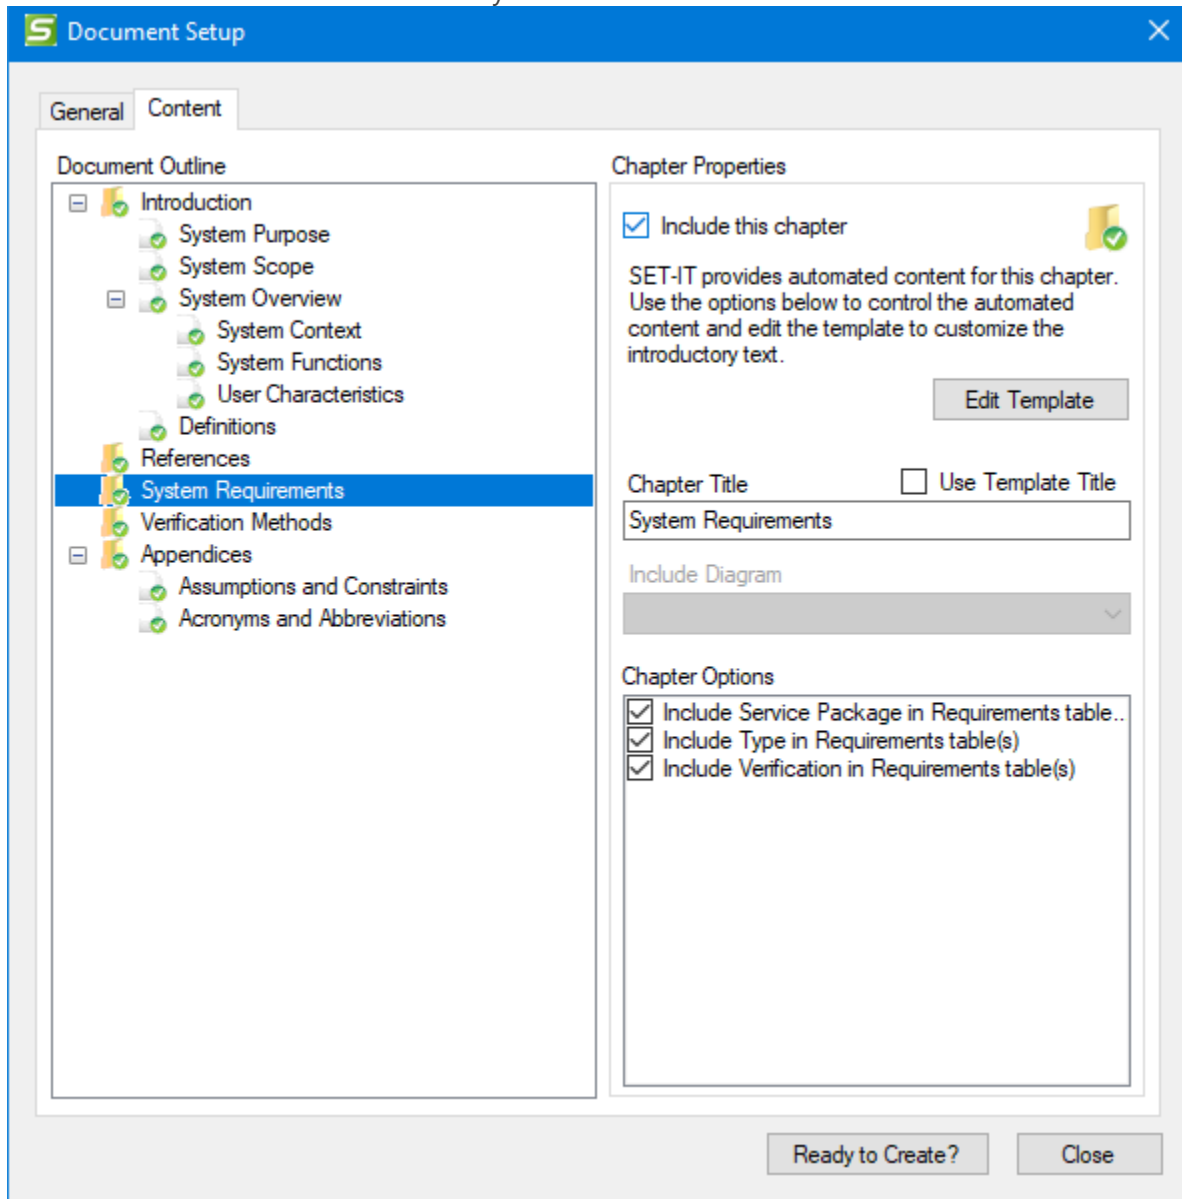 Document Setup
General
Content
Document Outline
Introduction
System Purpose
System Scope
System Overview
System Context
System Functions
User Characteristics
Definitions
References
System Requirements
Verification Methods
Appendices
Assumptions and Constraints
Acronyms and Abbreviations
Chapter Properties
Include this chapter
SET-IT provides automated content for this chapter.
Use the options below to control the automated
content and edit the template to customize the
introductory text.
Edit Template
Chapter Title
Use Template Title
System Requirements
Include Diagram
Chapter Options
Include Service Package in Requirements table..
Include Type in Requirements table(s)
Include Verification in Requirements table(s)
Ready to Create?
Close